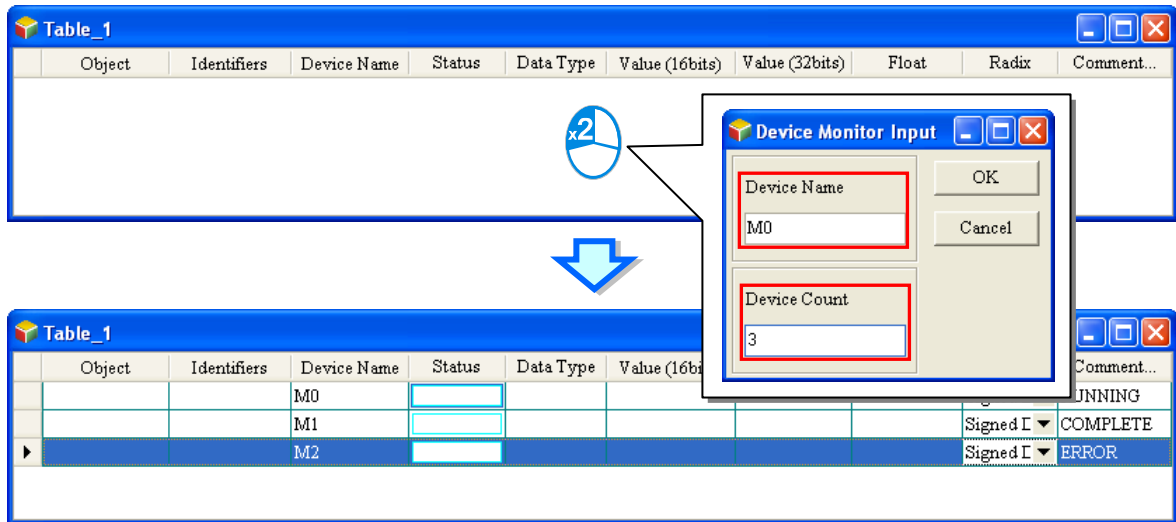 Table_1
Object Identifiers Device Name Status Data Type Value (16bits) Value (32bits) Float Radix Comment...
x2
Device Monitor Input
Device Name
OK
M0
Cancel
Device Count
3
Table_1
Object Identifiers Device Name Status Data Type Value (16bi Comment...
M0 UNNING
M1 Signed D COMPLETE
M2 Signed D ERROR